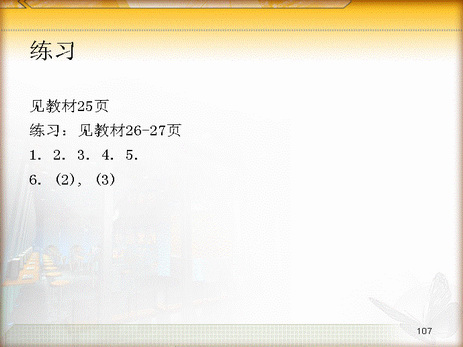 练习
见教材25页
练习：见教材26-27页
1. 2. 3. 4. 5.
6. (2), (3)
107